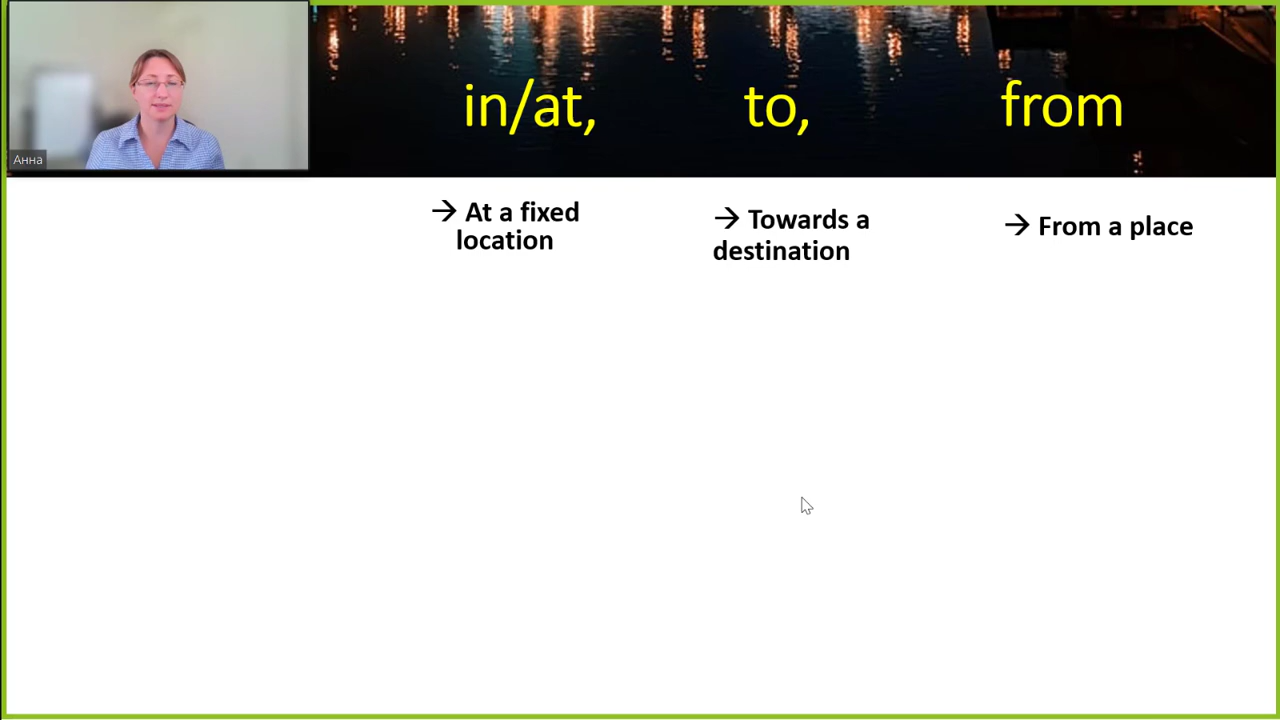 in/at, to, from
Анна
→ At a fixed
location
→ Towards a
destination
→ From a place